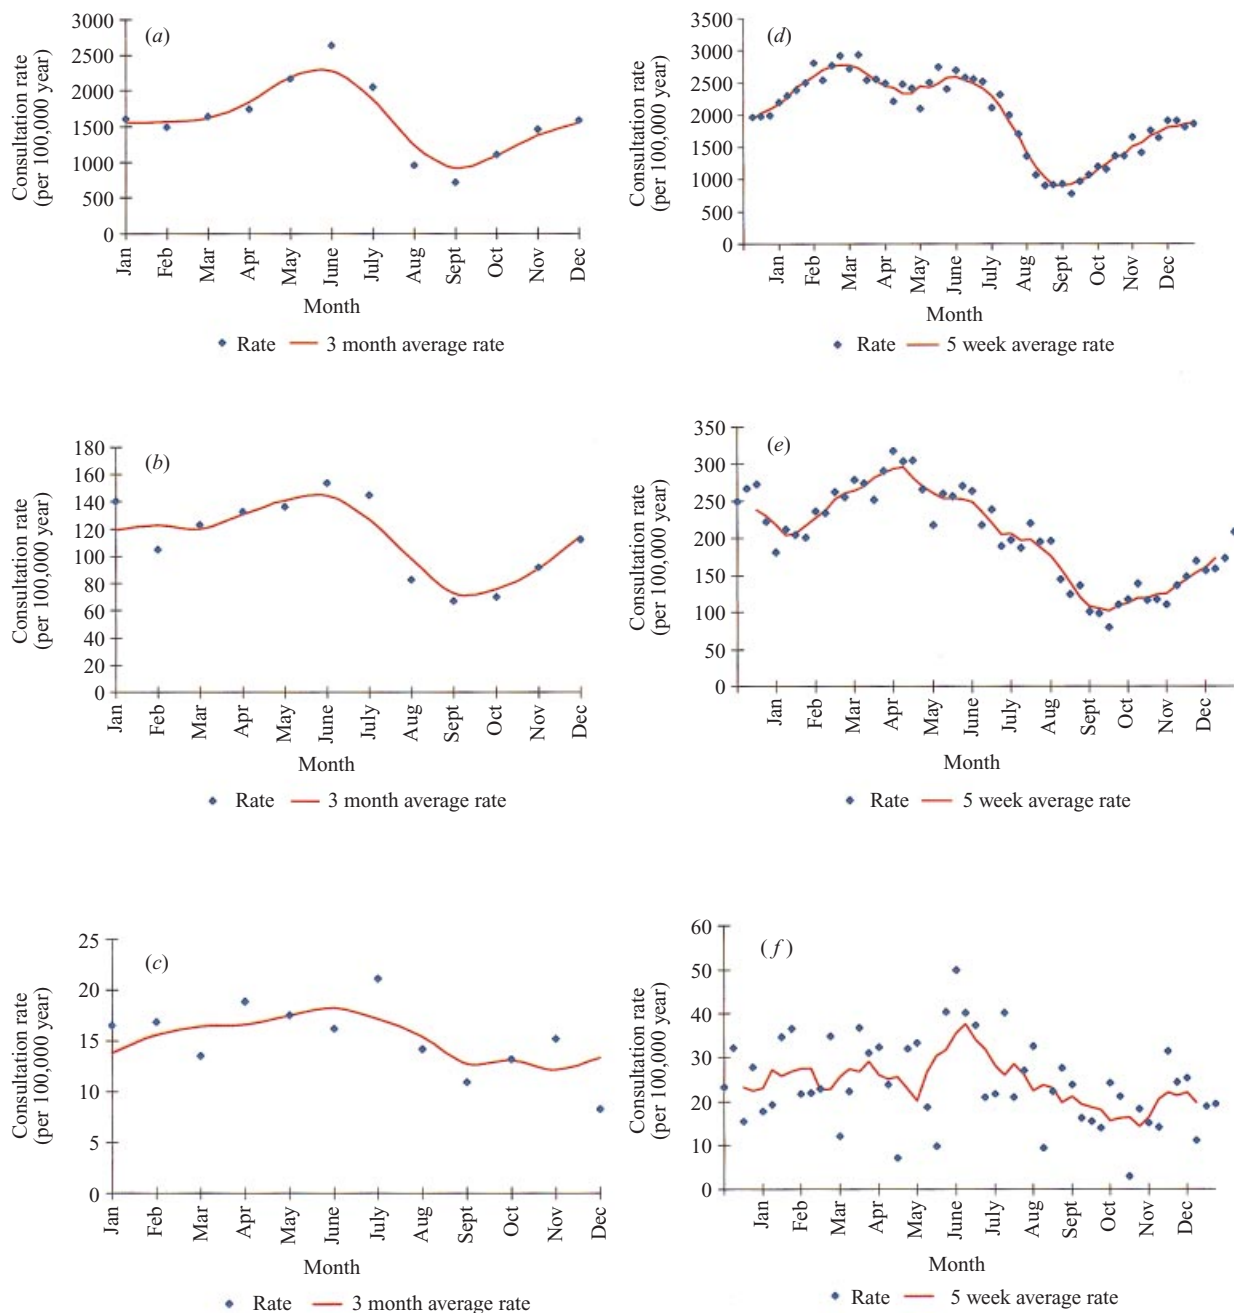 (a)
Consultation rate
(per 100,000 year)
3000
2500
2000
1500
1000
500
0
Jan
Feb
Mar
Apr
May
June
July
Aug
Sept
Oct
Nov
Dec
Month
Rate
3 month average rate
(d)
Consultation rate
(per 100,000 year)
3500
3000
2500
2000
1500
1000
500
0
Jan
Feb
Mar
Apr
May
June
July
Aug
Sept
Oct
Nov
Dec
Month
Rate
5 week average rate
(b)
Consultation rate
(per 100,000 year)
180
160
140
120
100
80
60
40
20
0
Jan
Feb
Mar
Apr
May
June
July
Aug
Sept
Oct
Nov
Dec
Month
Rate
3 month average rate
(e)
Consultation rate
(per 100,000 year)
350
300
250
200
150
100
50
0
Jan
Feb
Mar
Apr
May
June
July
Aug
Sept
Oct
Nov
Dec
Month
Rate
5 week average rate
(c)
Consultation rate
(per 100,000 year)
25
20
15
10
5
0
Jan
Feb
Mar
Apr
May
June
July
Aug
Sept
Oct
Nov
Dec
Month
Rate
3 month average rate
(f)
Consultation rate
(per 100,000 year)
60
50
40
30
20
10
0
Jan
Feb
Mar
Apr
May
June
July
Aug
Sept
Oct
Nov
Dec
Month
Rate
5 week average rate